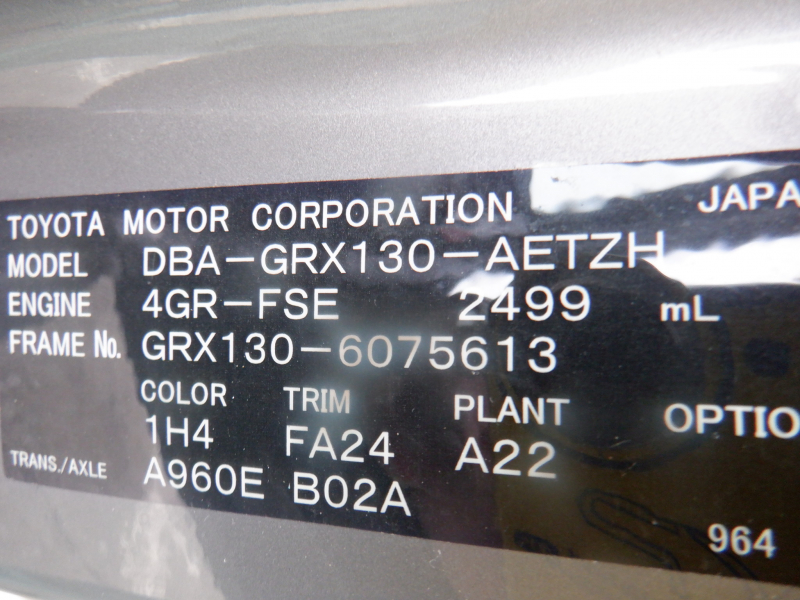 TOYOTA MOTOR CORPORATION JAPA
MODEL DBA-GRX130-AETZH
ENGINE 4GR-FSE 2499 mL
FRAME No. GRX130-6075613
COLOR TRIM PLANT OPTIO
1H4 FA24 A22
TRANS./AXLE A960E B02A
964